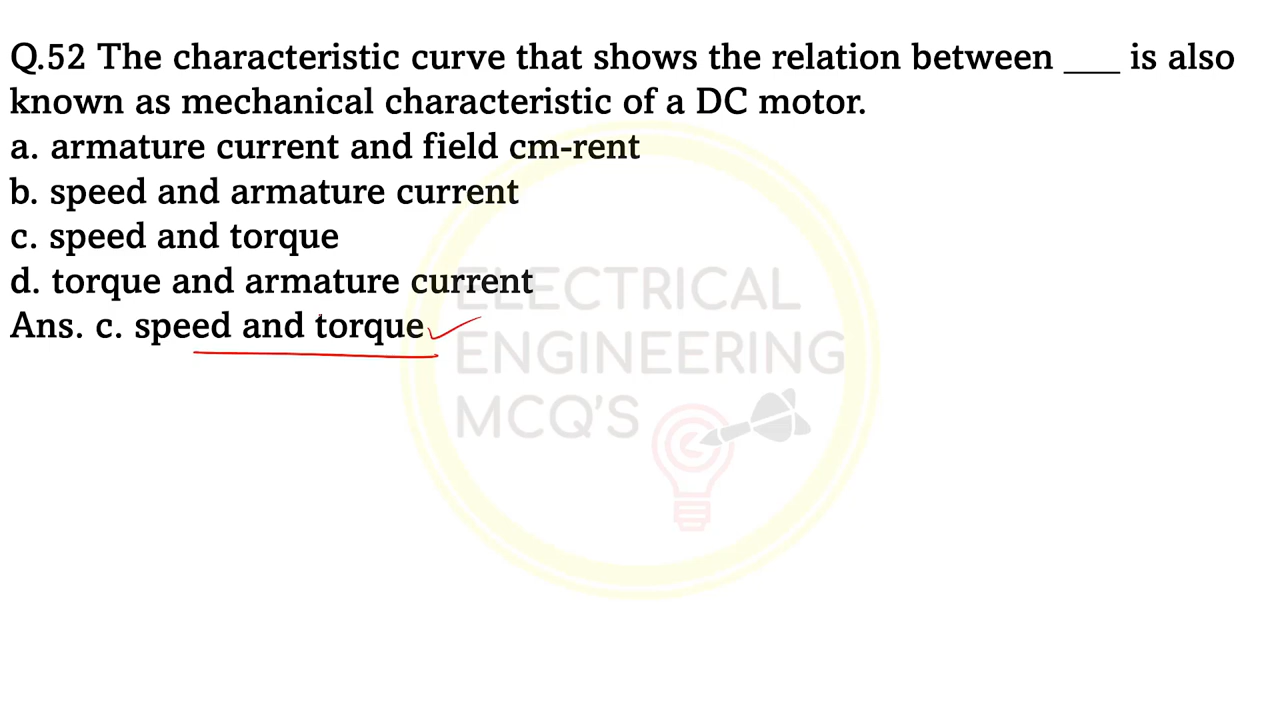 Q.52 The characteristic curve that shows the relation between ___ is also
known as mechanical characteristic of a DC motor.
a. armature current and field cm-rent
b. speed and armature current
c. speed and torque
d. torque and armature current
Ans. c. speed and torque
ELECTRICAL
ENGINEERING
MCQ'S